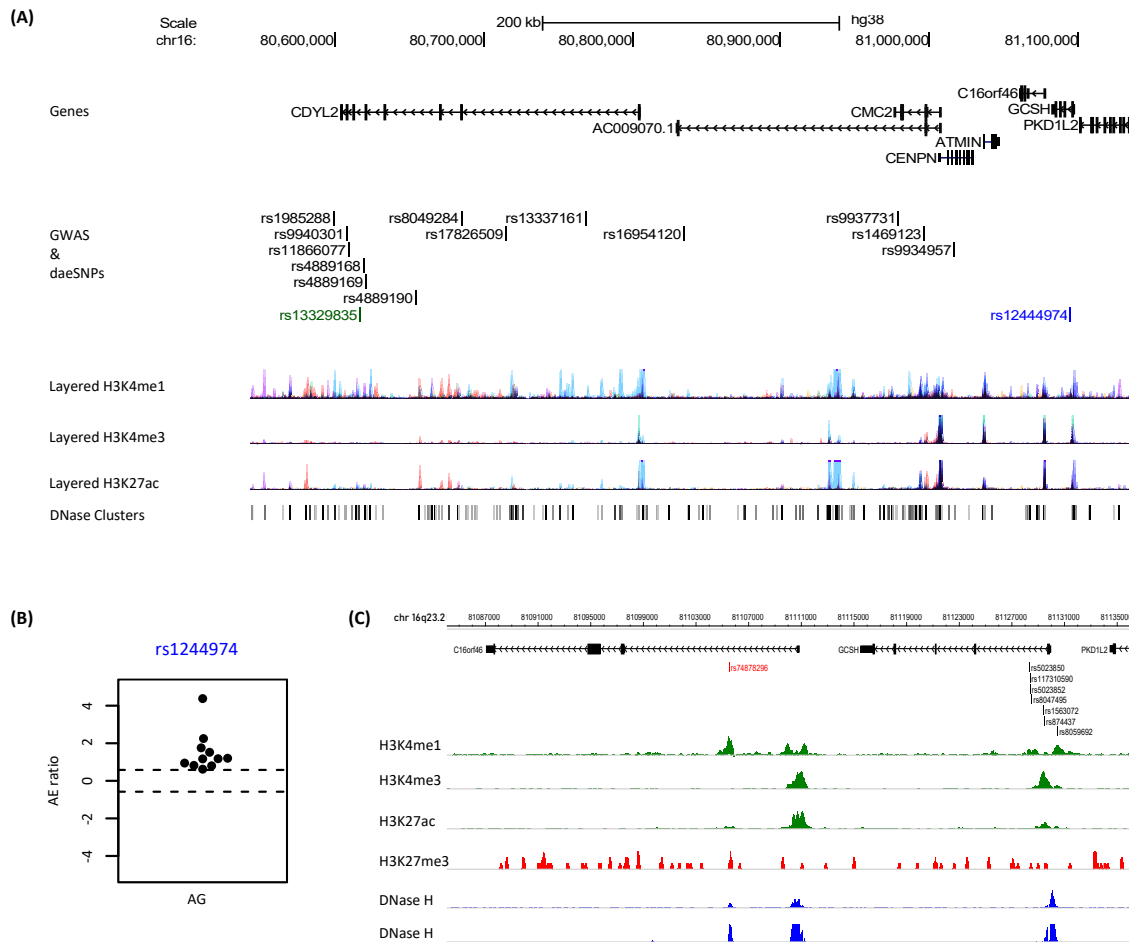 (A)
Scale 200 kb hg38
chr16: 80,600,000 80,700,000 80,800,000 80,900,000 81,000,000 81,100,000
C16orf46
Genes CDYL2 CMC2 GCSH
AC009070.1 PKD1L2
ATMIN
CENPN
rs1985288 rs8049284 rs13337161 rs9937731
GWAS rs9940301 rs17826509 rs16954120 rs1469123
& rs11866077 rs9934957
daeSNPs rs4889168
rs4889169
rs4889190
rs13329835 rs12444974
Layered H3K4me1
Layered H3K4me3
Layered H3K27ac
DNase Clusters
(B)
rs1244974
AE ratio
4
2
0
-2
-4
AG
(C)
chr 16q23.2 81087000 81091000 81095000 81099000 81103000 81107000 81111000 81115000 81119000 81123000 81127000 81131000 81135000
C16orf46 GCSH PKD1L2
rs74878296 rs5023850
rs117310590
rs5023852
rs8047495
rs1563072
rs874437
rs8059692
H3K4me1
H3K4me3
H3K27ac
H3K27me3
DNase H
DNase H